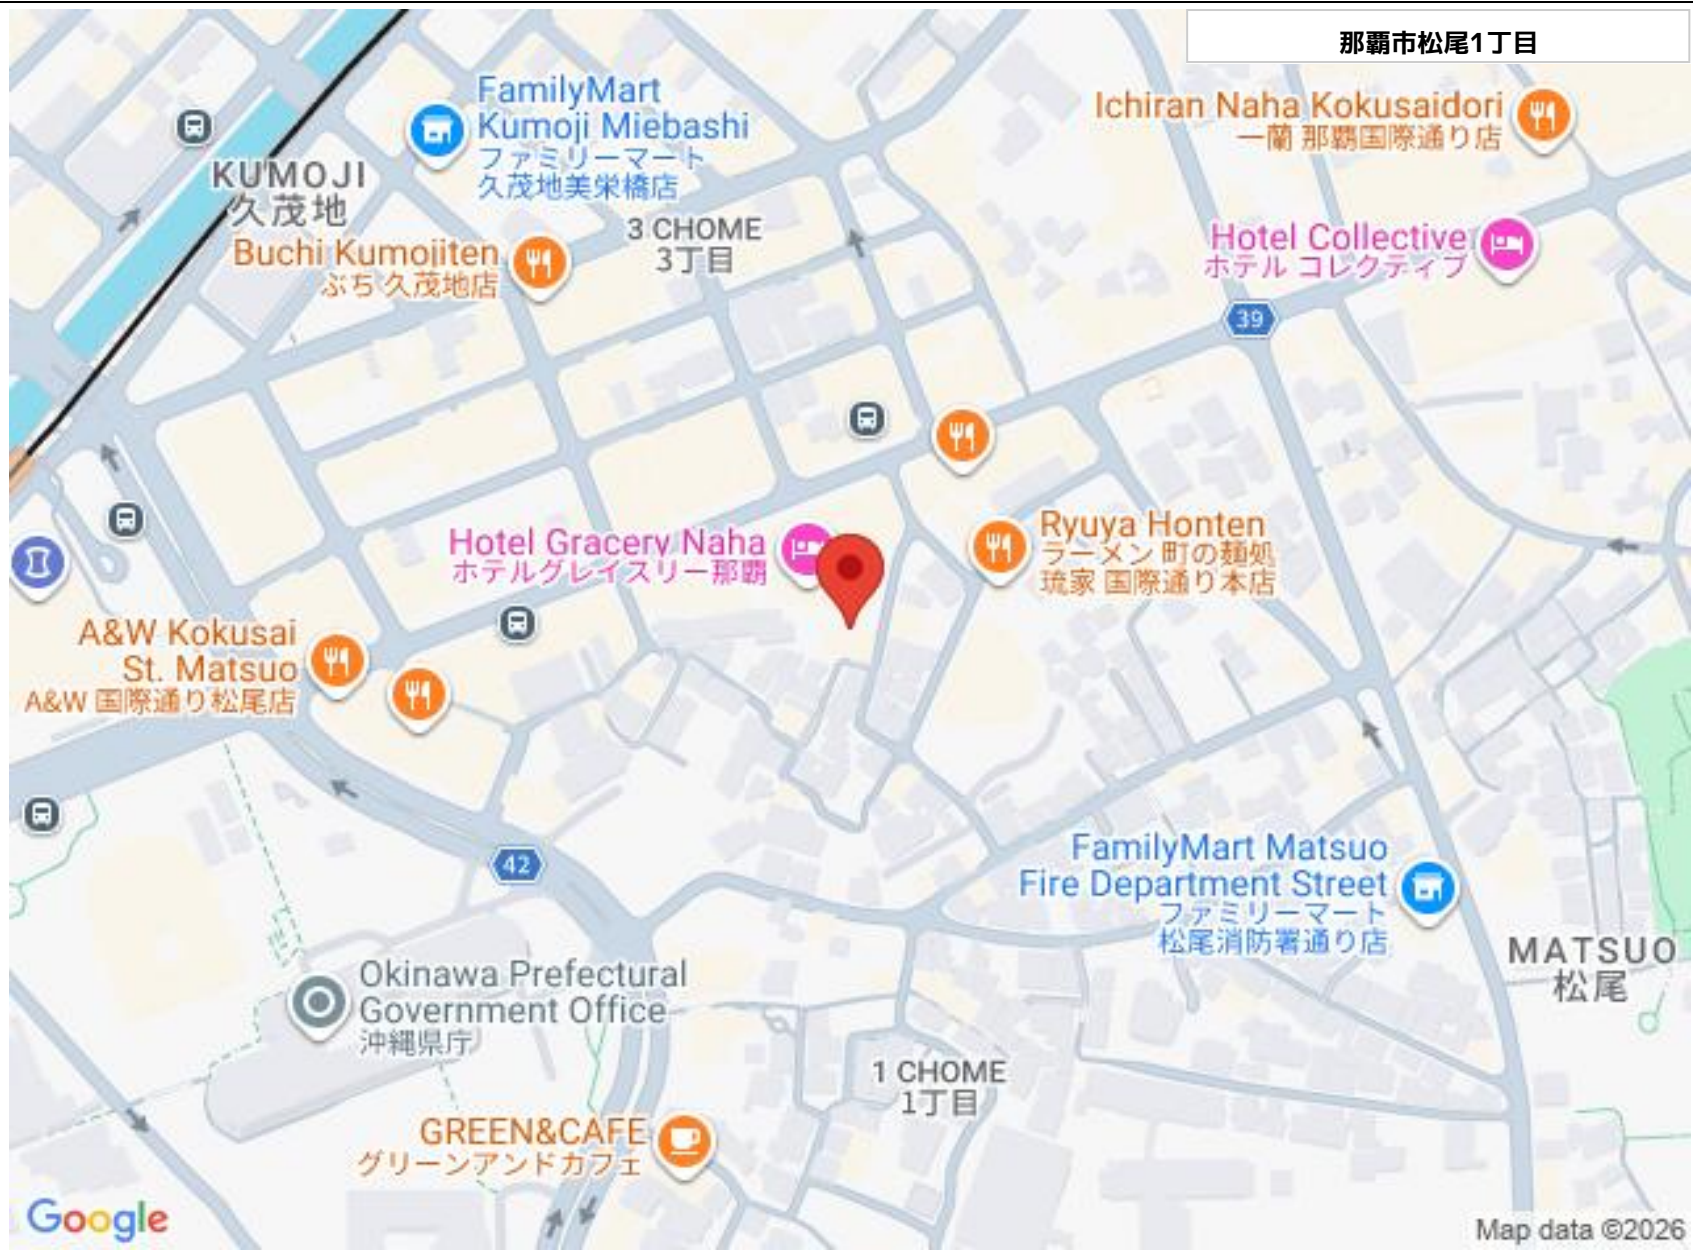 那覇市松尾1丁目
FamilyMart
Kumoji Miebashi
ファミリーマート
久茂地美栄橋店
Ichiran Naha Kokusaidori
一蘭 那覇国際通り店
KUMOJI
久茂地
3 CHOME
3丁目
Buchi Kumojiten
ぶち 久茂地店
Hotel Collective
ホテル コレクティブ
39
Hotel Gracery Naha
ホテルグレイスリー那覇
Ryuya Honten
ラーメン 町の麺処
琉家 国際通り本店
A&W Kokusai
St. Matsuo
A&W 国際通り松尾店
42
FamilyMart Matsuo
Fire Department Street
ファミリーマート
松尾消防署通り店
MATSUO
松尾
Okinawa Prefectural
Government Office
沖縄県庁
1 CHOME
1丁目
GREEN&CAFE
グリーンアンドカフェ
Google
Map data ©2026